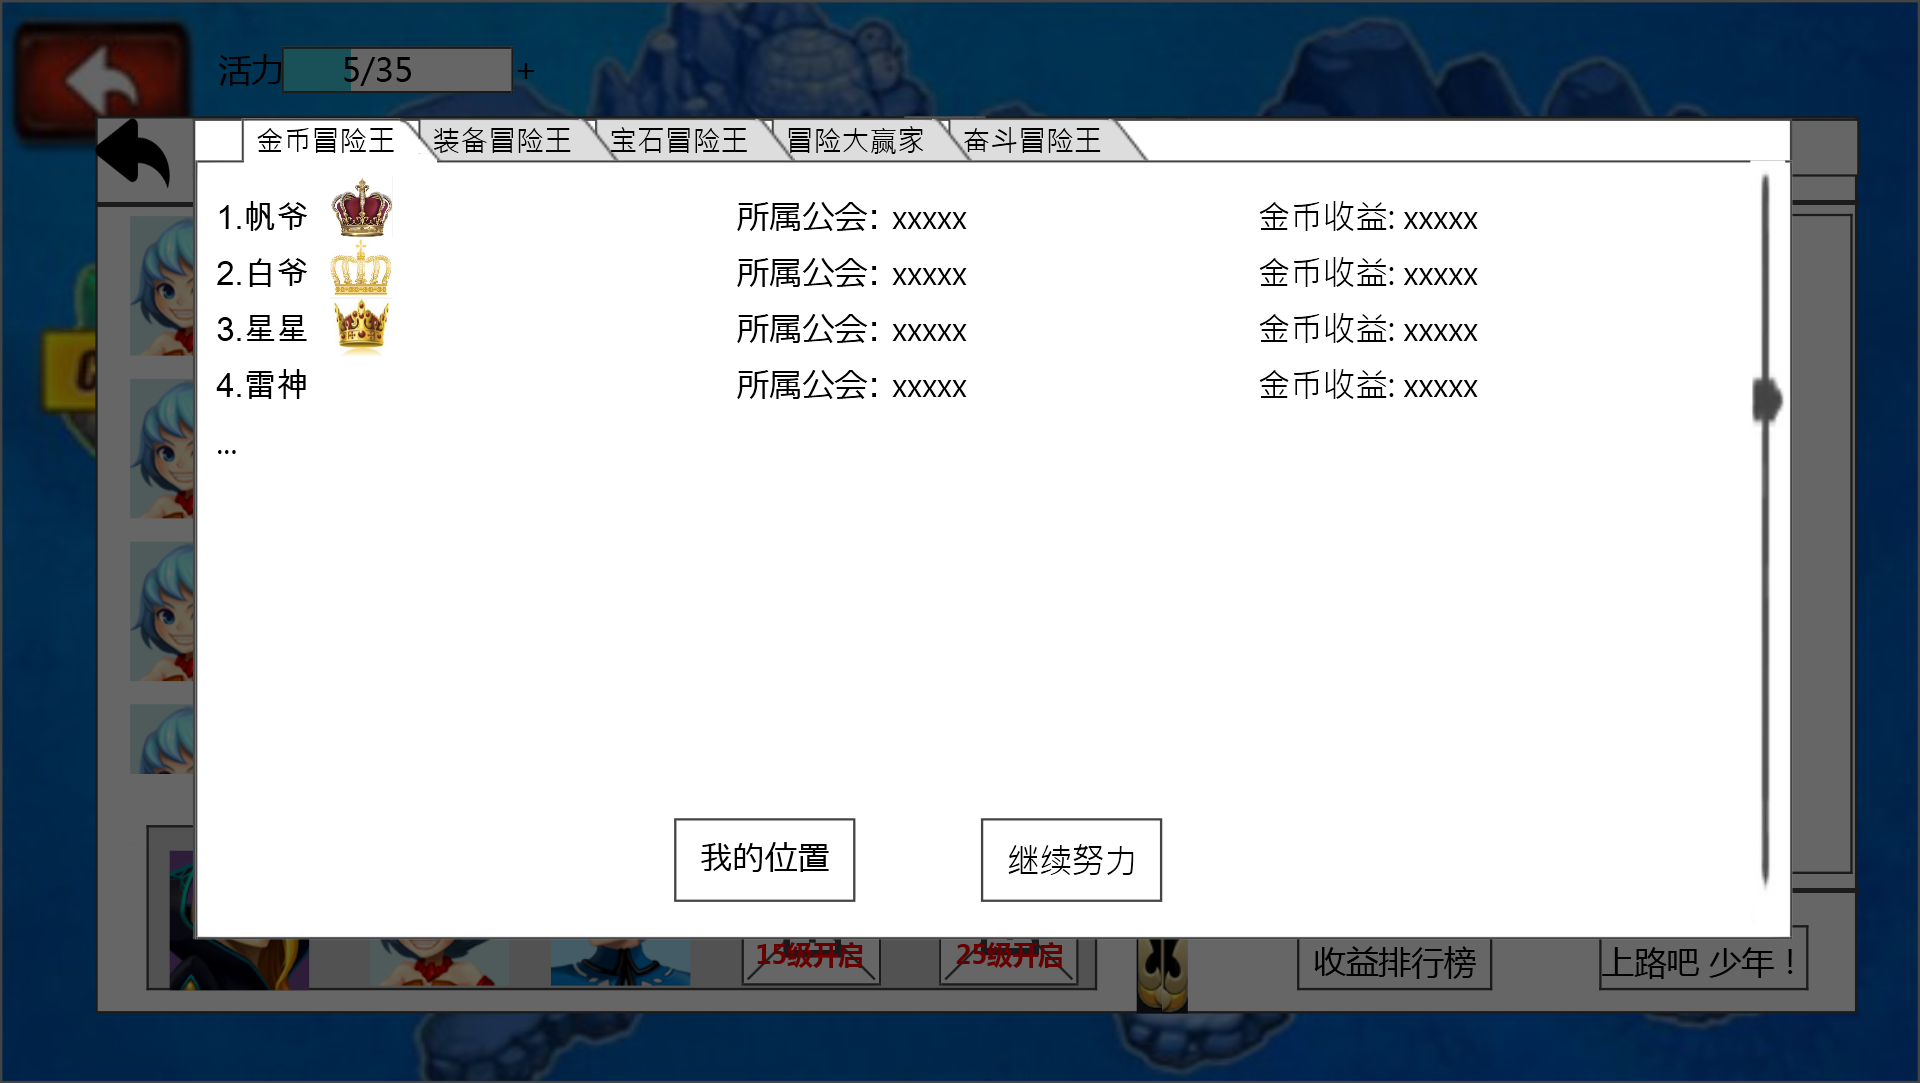 活力 5/35 +
金币冒险王 装备冒险王 宝石冒险王 冒险大赢家 奋斗冒险王
1.帆爷 所属公会：xxxxx 金币收益: xxxxx
2.白爷 所属公会：xxxxx 金币收益: xxxxx
3.星星 所属公会：xxxxx 金币收益: xxxxx
4.雷神 所属公会：xxxxx 金币收益: xxxxx
...
我的位置 继续努力
15级开启 25级开启 收益排行榜 上路吧 少年！